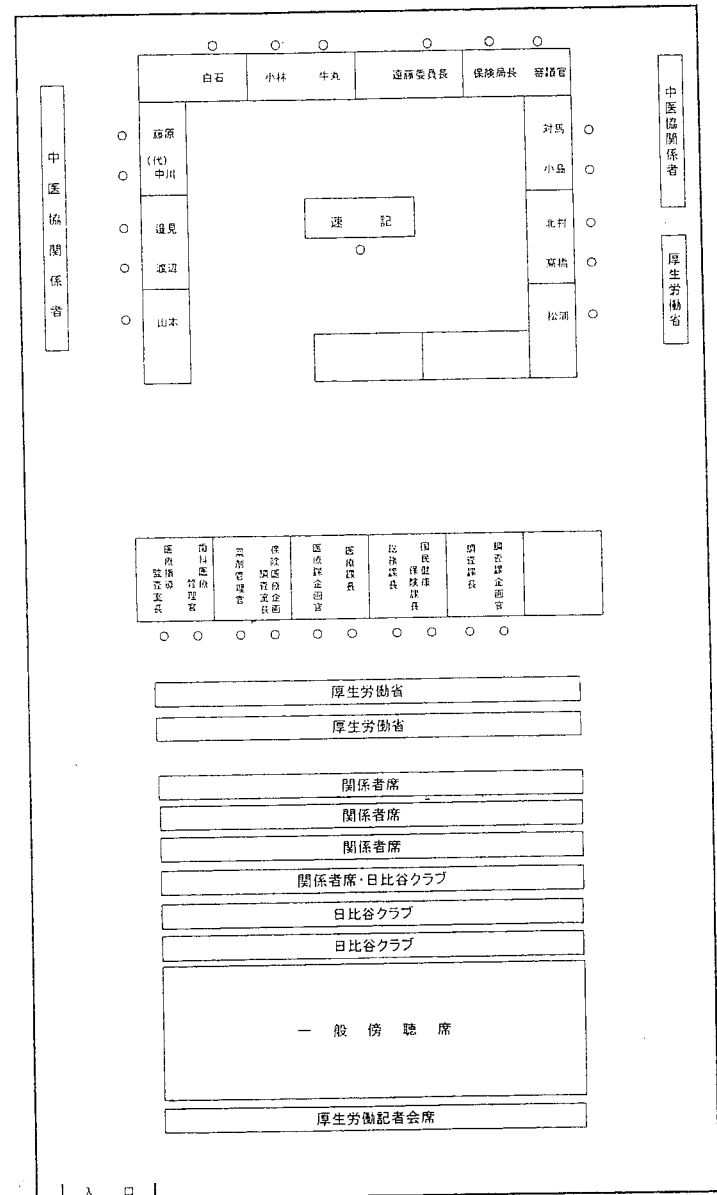 白石 小林 牛丸 遠藤委員長 保険局長 審議官
中医協関係者
藤原
(代)
中川
邉見
渡辺
山本
速記
対馬
小島
北村
高橋
松浦
中医協関係者
厚生労働省
医療指導監査室長
歯科医療管理官
薬剤管理官
保険医療企画調査室長
医療課企画官
医療課長
総務課長
国民健康保険課長
調査課長
調査課企画官
厚生労働省
厚生労働省
関係者席
関係者席
関係者席
関係者席・日比谷クラブ
日比谷クラブ
日比谷クラブ
一般傍聴席
厚生労働記者会席
入口